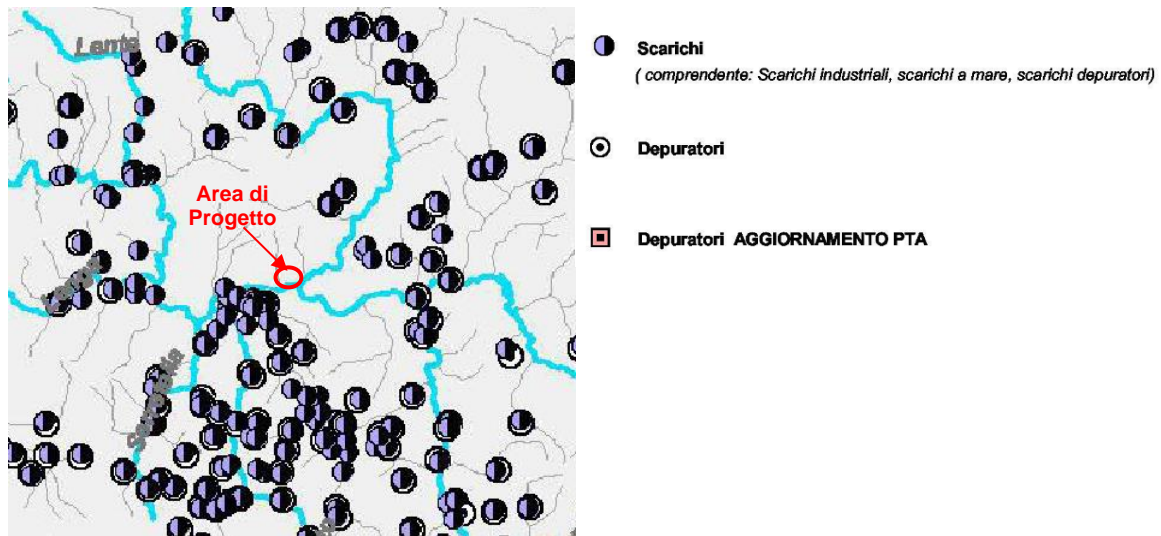 Lente
Area di
Progetto
Scarichi
( comprendente: Scarichi industriali, scarichi a mare, scarichi depuratori)
Depuratori
Depuratori AGGIORNAMENTO PTA